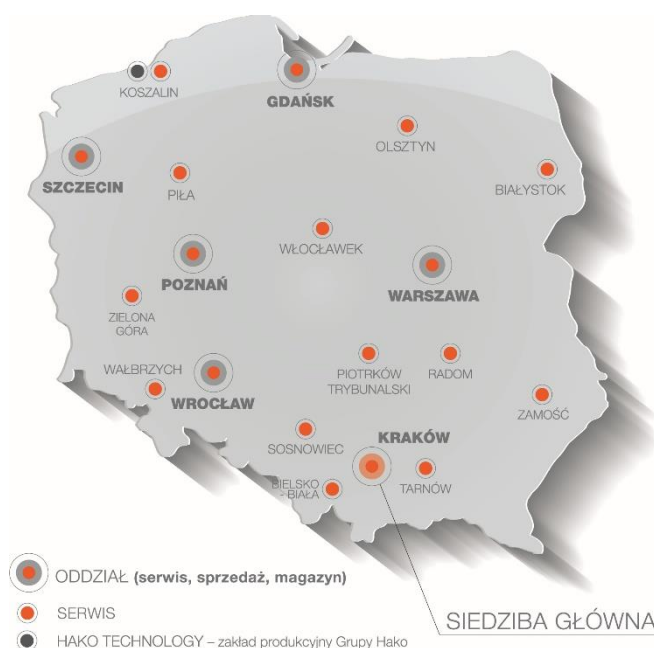 KOSZALIN
GDAŃSK
OLSZTYN
SZCZECIN
PIŁA
BIAŁYSTOK
WŁOCŁAWEK
POZNAŃ
WARSZAWA
ZIELONA
GÓRA
WAŁBRZYCH
PIOTRKÓW
TRYBUNALSKI
RADOM
WROCŁAW
ZAMOŚĆ
SOSNOWIEC
KRAKÓW
BIELSKO
- BIAŁA
TARNÓW
ODDZIAŁ (serwis, sprzedaż, magazyn)
SERWIS
SIEDZIBA GŁÓWNA
HAKO TECHNOLOGY – zakład produkcyjny Grupy Hako